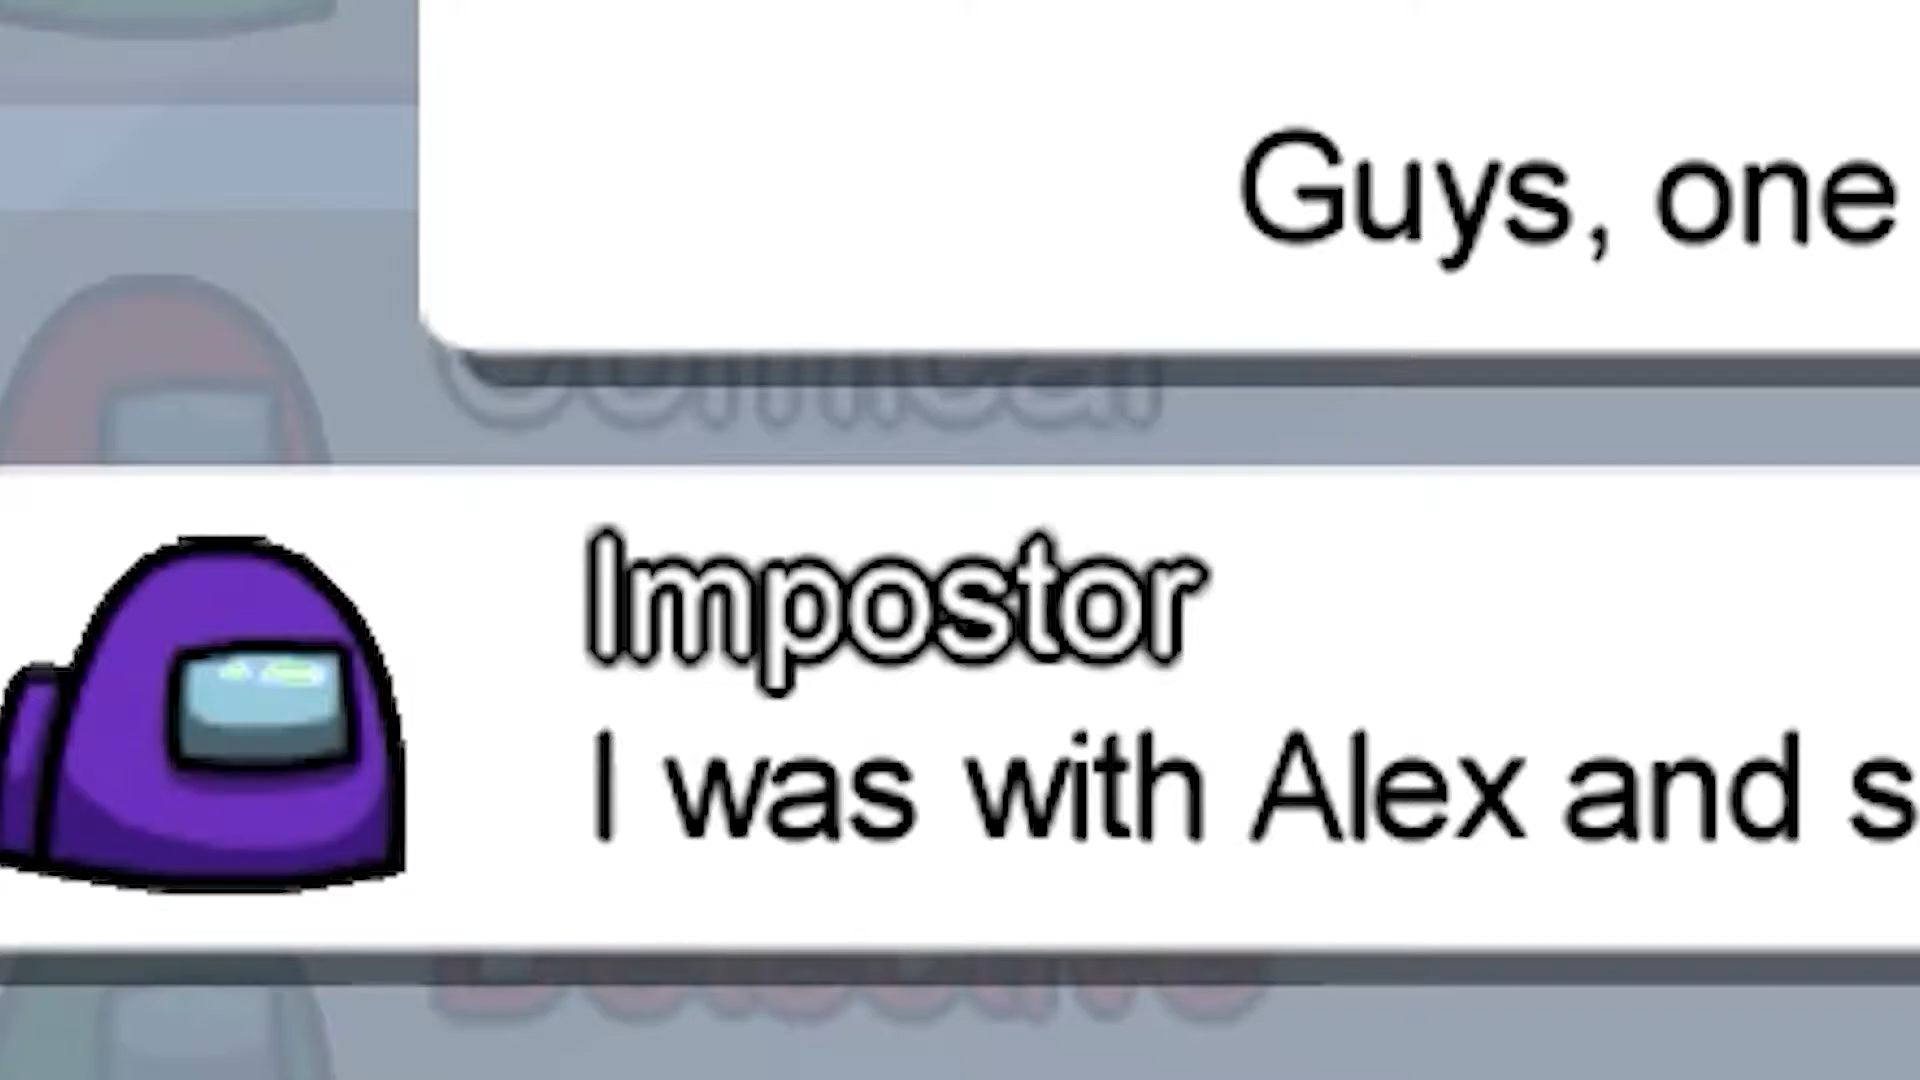 Guys, one
Impostor
I was with Alex and s